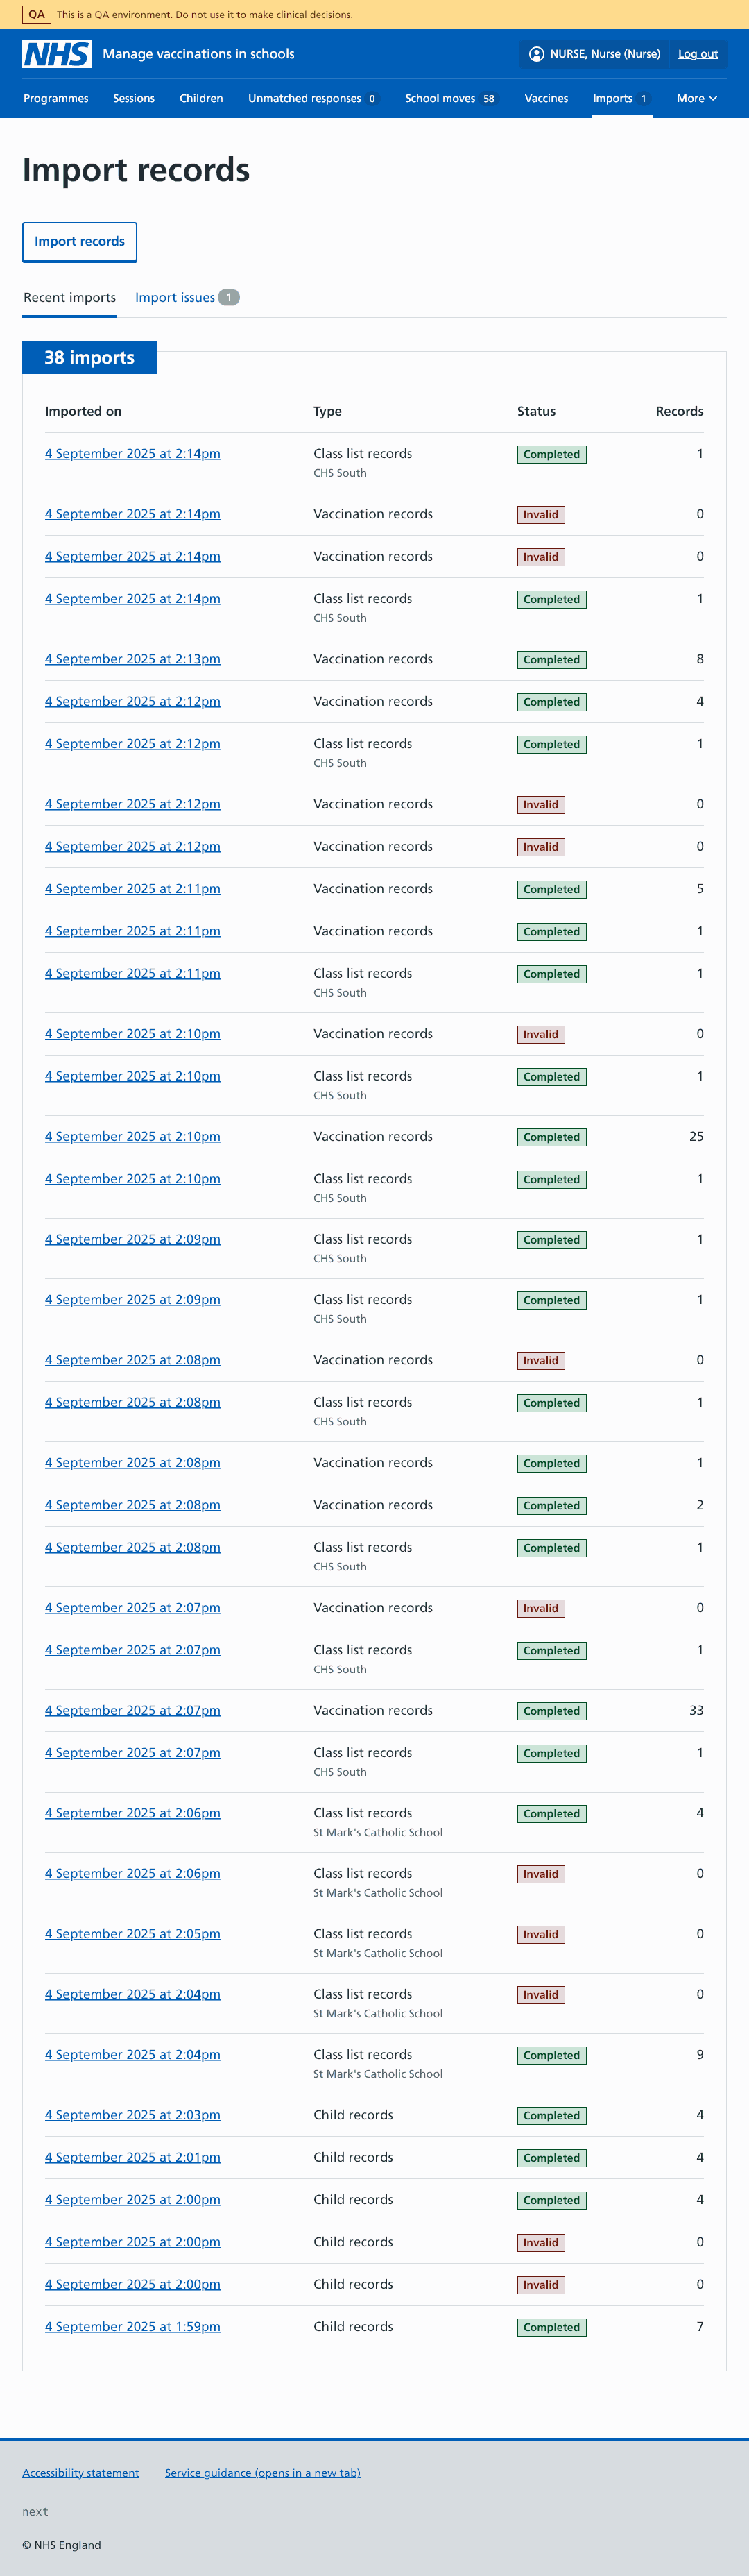 QA This is a QA environment. Do not use it to make clinical decisions.
NHS Manage vaccinations in schools NURSE, Nurse (Nurse) Log out
Programmes Sessions Children Unmatched responses 0 School moves 58 Vaccines Imports 1 More
Import records
Import records
Recent imports Import issues 1
38 imports
Imported on Type Status Records
4 September 2025 at 2:14pm Class list records Completed 1
CHS South
4 September 2025 at 2:14pm Vaccination records Invalid 0
4 September 2025 at 2:14pm Vaccination records Invalid 0
4 September 2025 at 2:14pm Class list records Completed 1
CHS South
4 September 2025 at 2:13pm Vaccination records Completed 8
4 September 2025 at 2:12pm Vaccination records Completed 4
4 September 2025 at 2:12pm Class list records Completed 1
CHS South
4 September 2025 at 2:12pm Vaccination records Invalid 0
4 September 2025 at 2:12pm Vaccination records Invalid 0
4 September 2025 at 2:11pm Vaccination records Completed 5
4 September 2025 at 2:11pm Vaccination records Completed 1
4 September 2025 at 2:11pm Class list records Completed 1
CHS South
4 September 2025 at 2:10pm Vaccination records Invalid 0
4 September 2025 at 2:10pm Class list records Completed 1
CHS South
4 September 2025 at 2:10pm Vaccination records Completed 25
4 September 2025 at 2:10pm Class list records Completed 1
CHS South
4 September 2025 at 2:09pm Class list records Completed 1
CHS South
4 September 2025 at 2:09pm Class list records Completed 1
CHS South
4 September 2025 at 2:08pm Vaccination records Invalid 0
4 September 2025 at 2:08pm Class list records Completed 1
CHS South
4 September 2025 at 2:08pm Vaccination records Completed 1
4 September 2025 at 2:08pm Vaccination records Completed 2
4 September 2025 at 2:08pm Class list records Completed 1
CHS South
4 September 2025 at 2:07pm Vaccination records Invalid 0
4 September 2025 at 2:07pm Class list records Completed 1
CHS South
4 September 2025 at 2:07pm Vaccination records Completed 33
4 September 2025 at 2:07pm Class list records Completed 1
CHS South
4 September 2025 at 2:06pm Class list records Completed 4
St Mark's Catholic School
4 September 2025 at 2:06pm Class list records Invalid 0
St Mark's Catholic School
4 September 2025 at 2:05pm Class list records Invalid 0
St Mark's Catholic School
4 September 2025 at 2:04pm Class list records Invalid 0
St Mark's Catholic School
4 September 2025 at 2:04pm Class list records Completed 9
St Mark's Catholic School
4 September 2025 at 2:03pm Child records Completed 4
4 September 2025 at 2:01pm Child records Completed 4
4 September 2025 at 2:00pm Child records Completed 4
4 September 2025 at 2:00pm Child records Invalid 0
4 September 2025 at 2:00pm Child records Invalid 0
4 September 2025 at 1:59pm Child records Completed 7
Accessibility statement Service guidance (opens in a new tab)
next
© NHS England